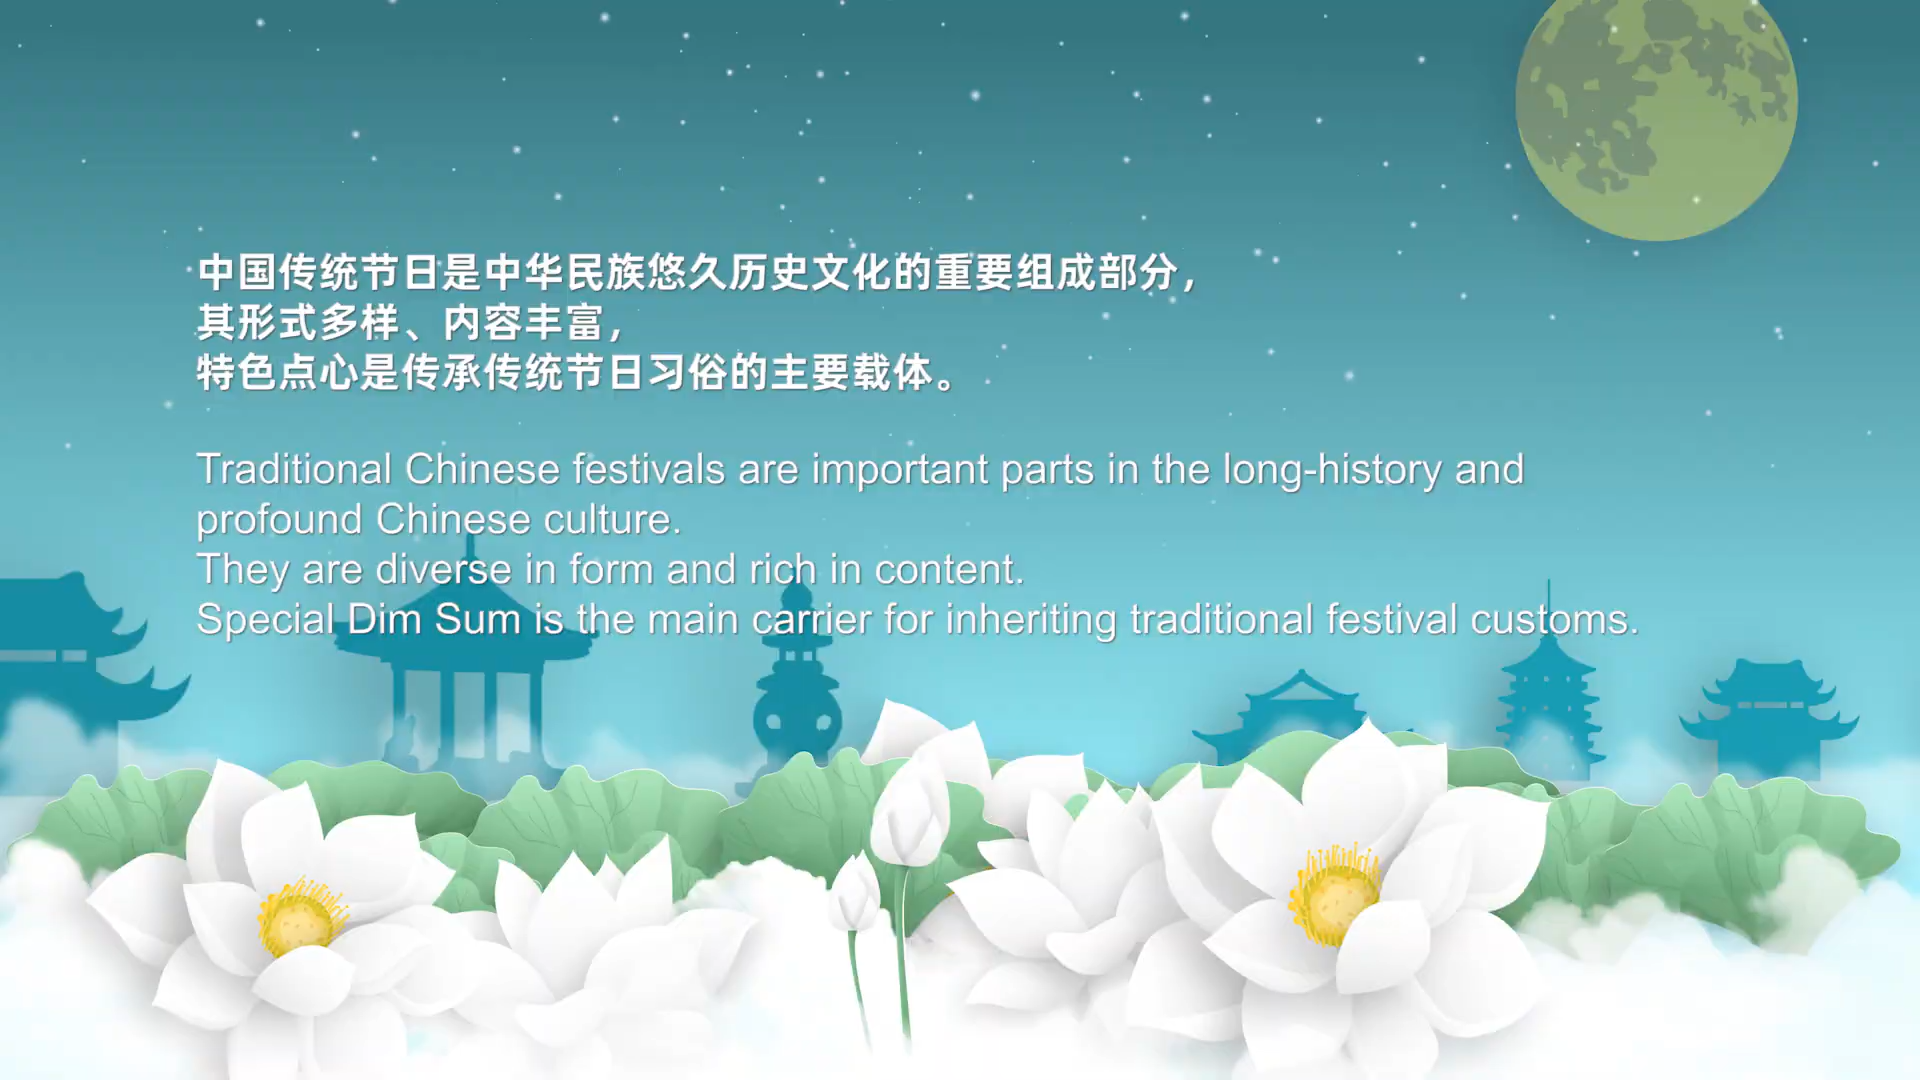 中国传统节日是中华民族悠久历史文化的重要组成部分，
其形式多样、内容丰富，
特色点心是传承传统节日习俗的主要载体。
Traditional Chinese festivals are important parts in the long-history and
profound Chinese culture.
They are diverse in form and rich in content.
Special Dim Sum is the main carrier for inheriting traditional festival customs.